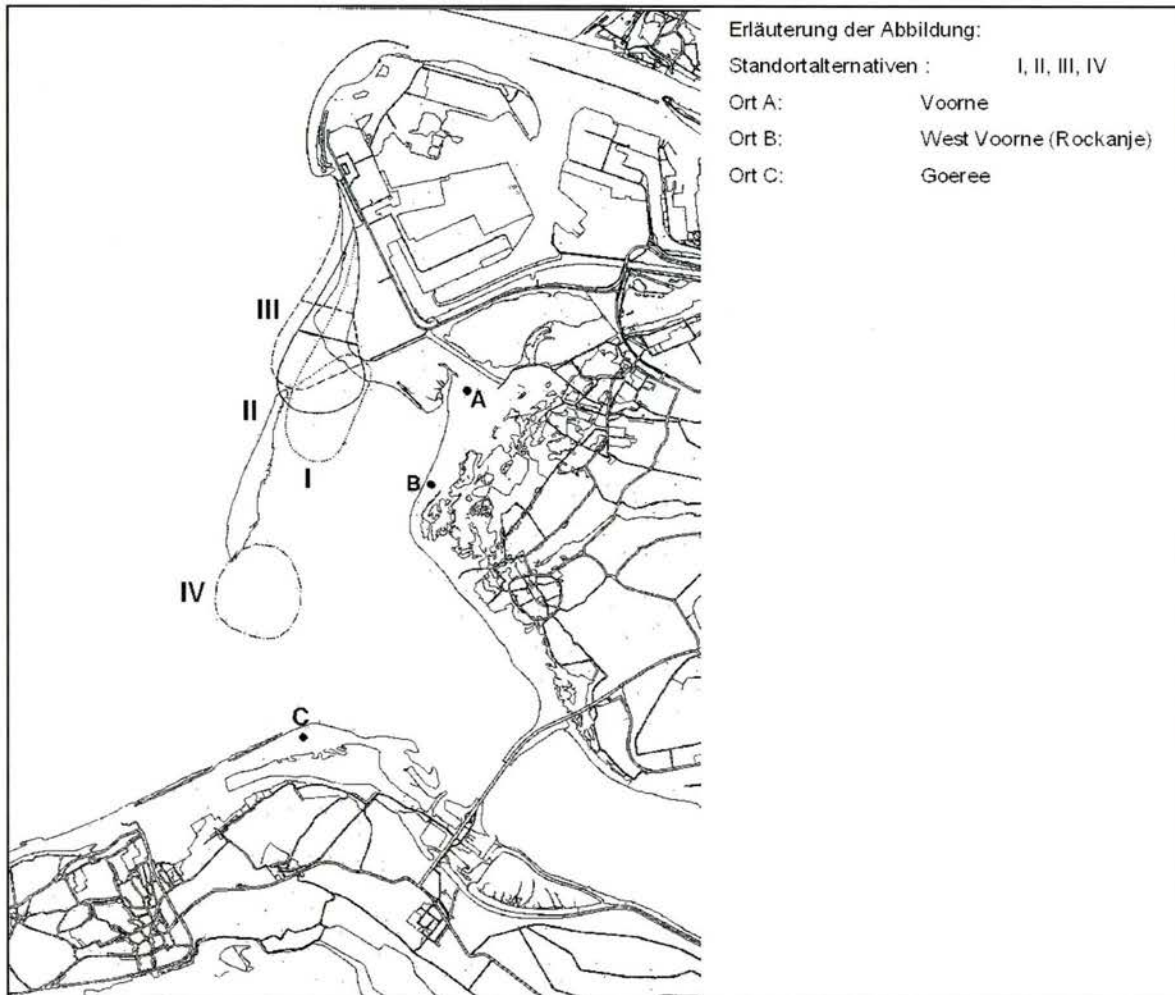 Erläuterung der Abbildung:
Standortalternativen : I, II, III, IV
Ort A: Voorne
Ort B: West Voorne (Rockanje)
Ort C: Goeree
III
A
II
I
B
IV
C